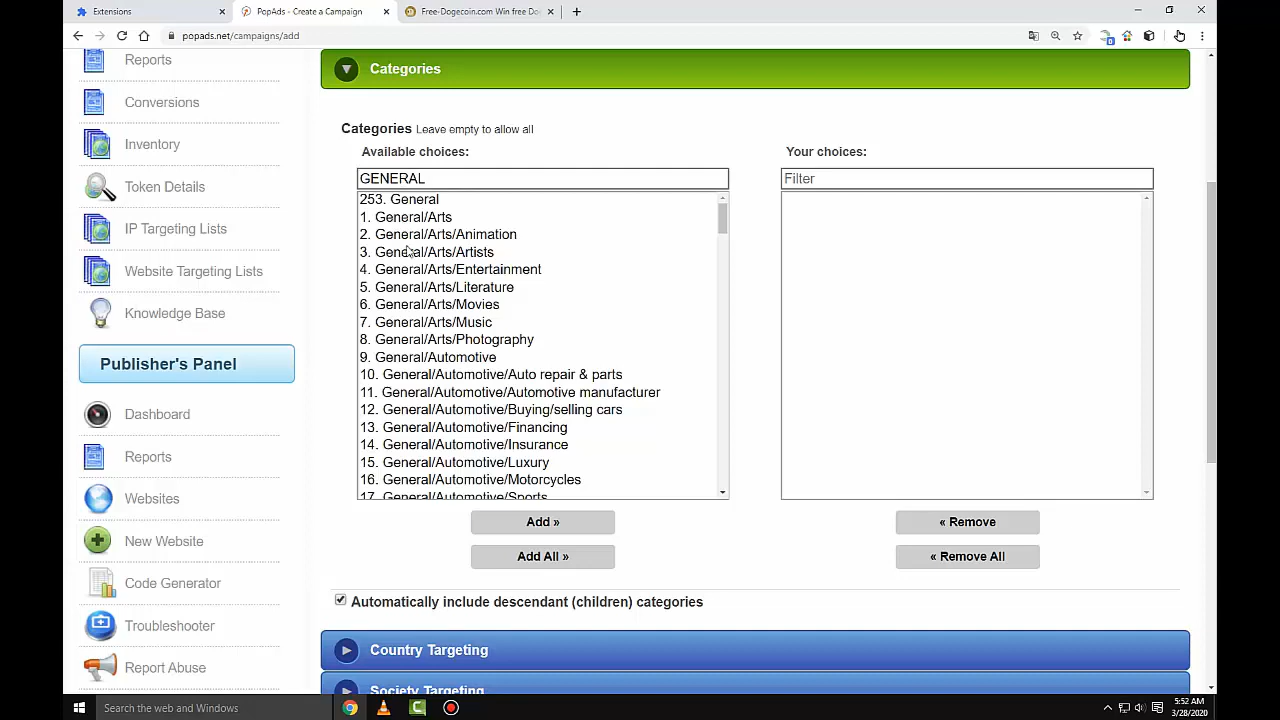 Extensions
PopAds - Create a Campaign
Free-Dogecoin.com Win free Do
popads.net/campaigns/add
Reports
Conversions
Inventory
Token Details
IP Targeting Lists
Website Targeting Lists
Knowledge Base
Publisher's Panel
Dashboard
Reports
Websites
New Website
Code Generator
Troubleshooter
Report Abuse
Categories
Categories Leave empty to allow all
Available choices:
GENERAL
253. General
1. General/Arts
2. General/Arts/Animation
3. General/Arts/Artists
4. General/Arts/Entertainment
5. General/Arts/Literature
6. General/Arts/Movies
7. General/Arts/Music
8. General/Arts/Photography
9. General/Automotive
10. General/Automotive/Auto repair & parts
11. General/Automotive/Automotive manufacturer
12. General/Automotive/Buying/selling cars
13. General/Automotive/Financing
14. General/Automotive/Insurance
15. General/Automotive/Luxury
16. General/Automotive/Motorcycles
17. General/Automotive/Sports
Add »
Add All »
Your choices:
Filter
« Remove
« Remove All
Automatically include descendant (children) categories
Country Targeting
Society Targeting
Search the web and Windows
5:52 AM
3/28/2020